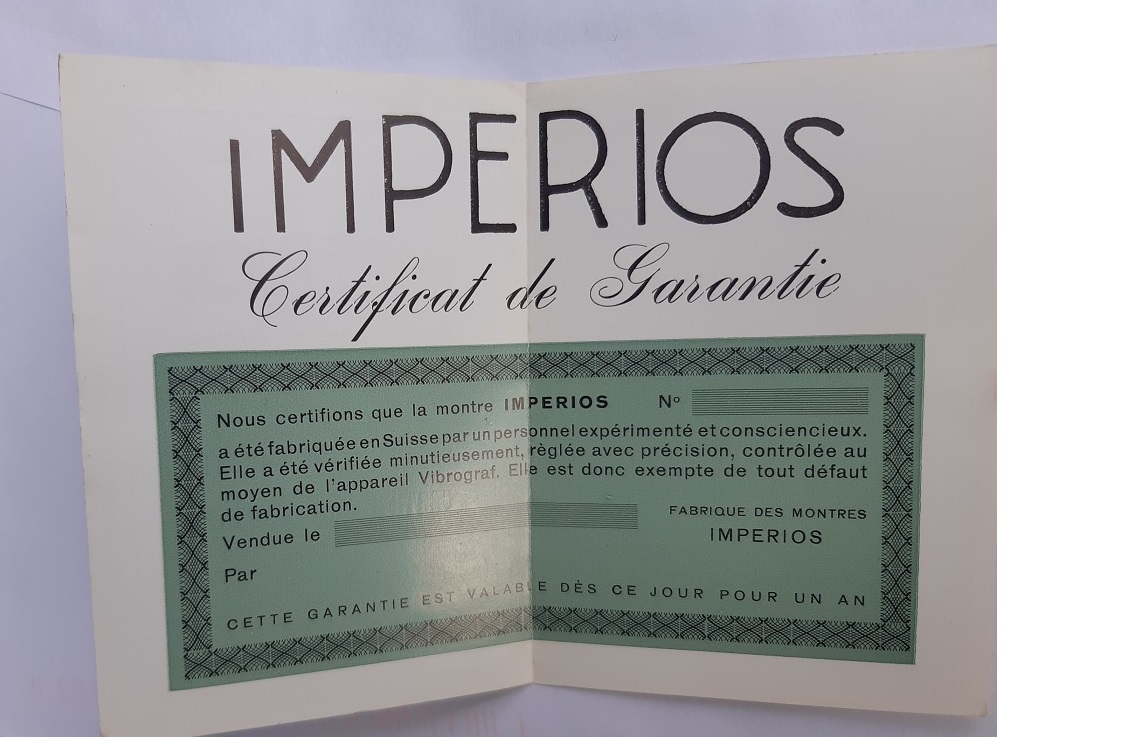 IMPERIOS
Certificat de Garantie
Nous certifions que la montre IMPERIOS Nº
a été fabriquée en Suisse par un personnel expérimenté et consciencieux.
Elle a été vérifiée minutieusement, règlée avec précision, contrôlée au
moyen de l'appareil Vibrograf. Elle est donc exempte de tout défaut
de fabrication.
Vendue le
FABRIQUE DES MONTRES
IMPERIOS
Par
CETTE GARANTIE EST VALABLE DÈS CE JOUR POUR UN AN